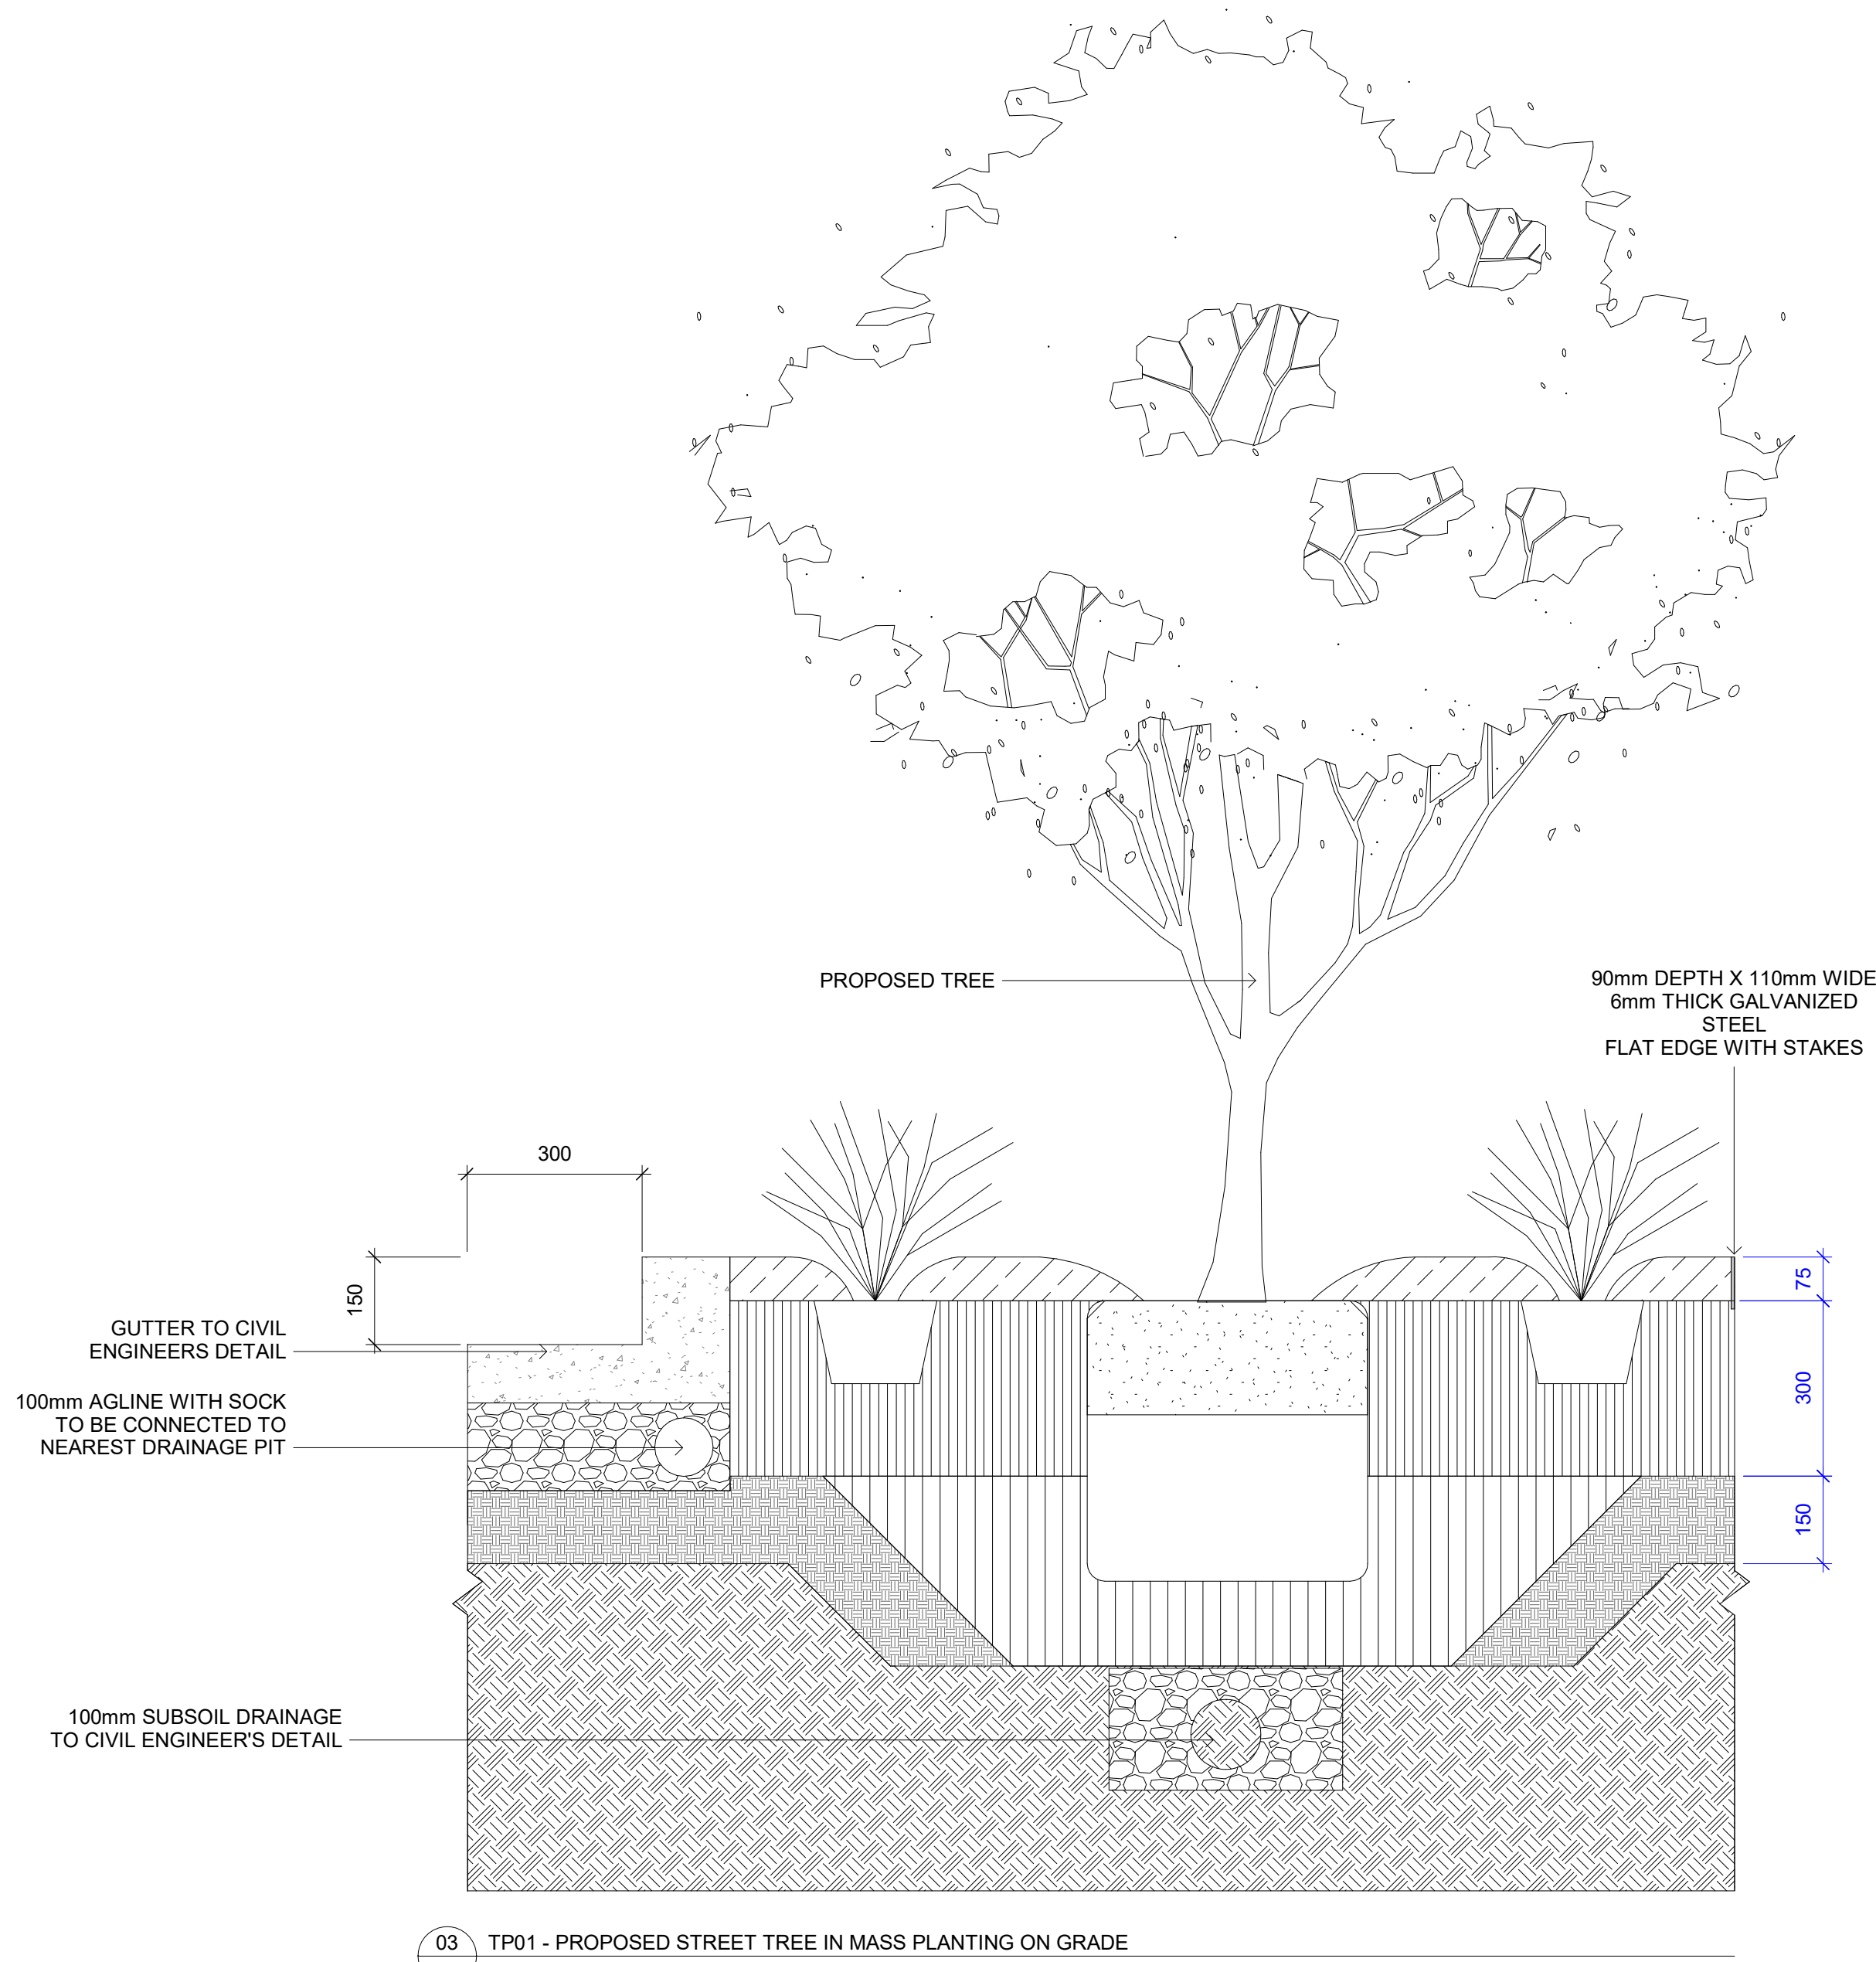 PROPOSED TREE
90mm DEPTH X 110mm WIDE
6mm THICK GALVANIZED
STEEL
FLAT EDGE WITH STAKES
300
150
75
GUTTER TO CIVIL
ENGINEERS DETAIL
300
100mm AGLINE WITH SOCK
TO BE CONNECTED TO
NEAREST DRAINAGE PIT
150
100mm SUBSOIL DRAINAGE
TO CIVIL ENGINEER'S DETAIL
03 TP01 - PROPOSED STREET TREE IN MASS PLANTING ON GRADE